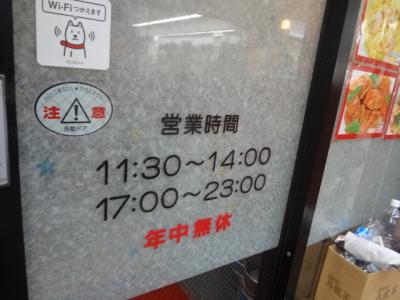 Wi-Fiつかえます
注 意
自動ドア
営業時間
11:30～14:00
17:00～23:00
年中無休